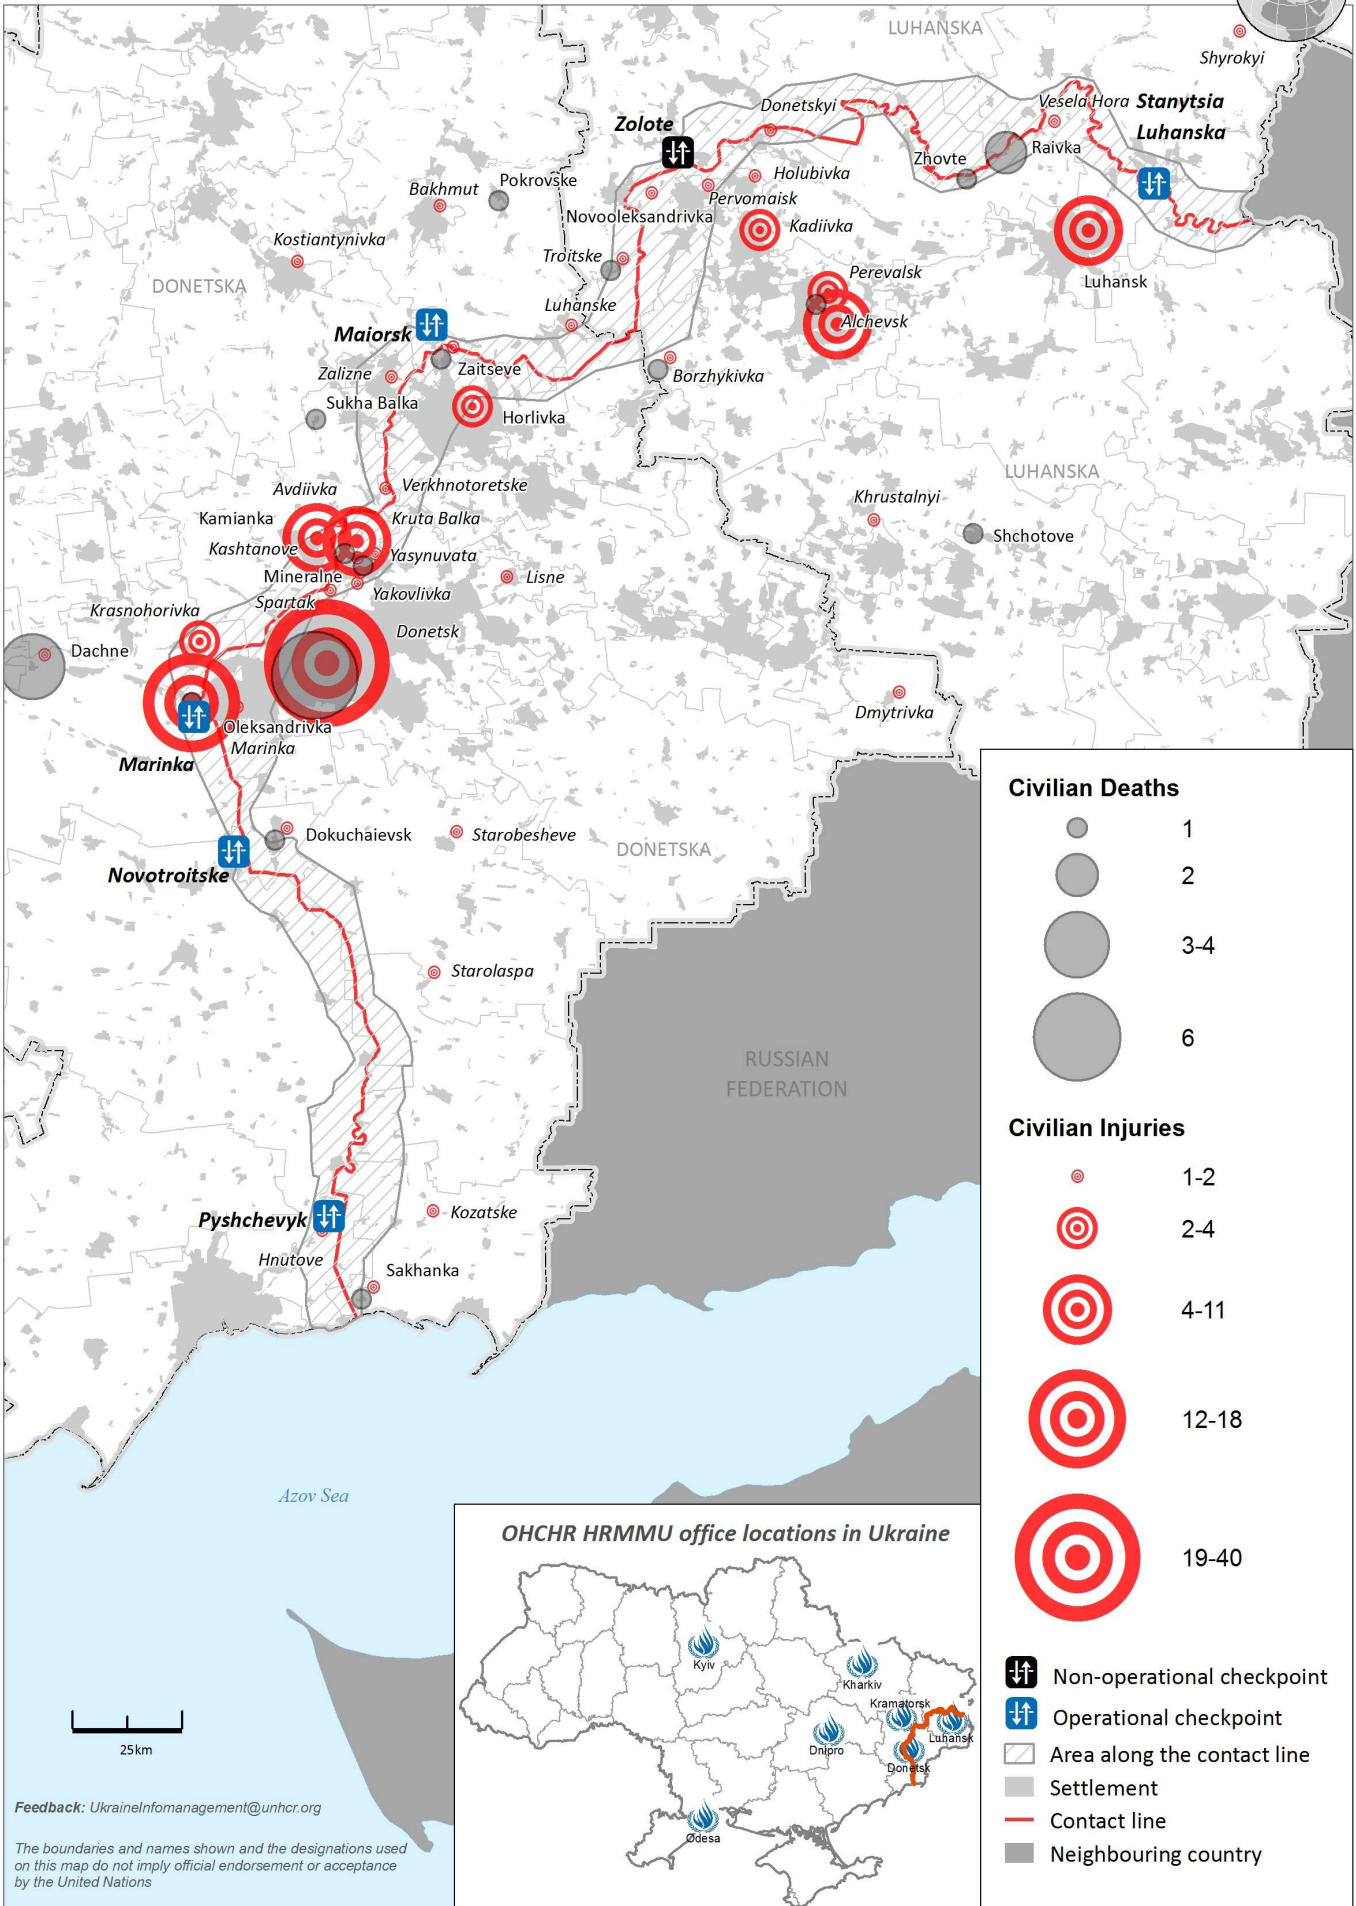 LUHANSKA
Shyrokyi
Donetskyi
Vesela Hora
Stanytsia
Luhanska
Zolote
Zhovte
Raivka
Holubivka
Pokrovske
Bakhmut
Pervomaisk
Novooleksandrivka
Kadiivka
Kostiantynivka
Troitske
Perevalsk
DONETSKA
Luhansk
Luhanske
Alchevsk
Maiorsk
Zaitseve
Zalizne
Borzhykivka
Sukha Balka
Horlivka
LUHANSKA
Verkhnotoretske
Avdiivka
Khrustalnyi
Kamianka
Kruta Balka
Shchotove
Kashtanove
Yasynuvata
Mineralne
Lisne
Yakovlivka
Spartak
Krasnohorivka
Donetsk
Dachne
Dmytrivka
Oleksandrivka
Marinka
Marinka
Dokuchaievsk
Starobesheve
DONETSKA
Novotroitske
Starolaspa
RUSSIAN
FEDERATION
Pyshchevyk
Kozatske
Hnutove
Sakhanka
Azov Sea
Civilian Deaths
1
2
3-4
6
Civilian Injuries
1-2
2-4
4-11
12-18
19-40
Non-operational checkpoint
Operational checkpoint
Area along the contact line
Settlement
Contact line
Neighbouring country
OHCHR HRMMU office locations in Ukraine
Kyiv
Kharkiv
Kramatorsk
Luhansk
Dnipro
Donetsk
Odesa
25km
Feedback: UkraineInfomanagement@unhcr.org
The boundaries and names shown and the designations used
on this map do not imply official endorsement or acceptance
by the United Nations